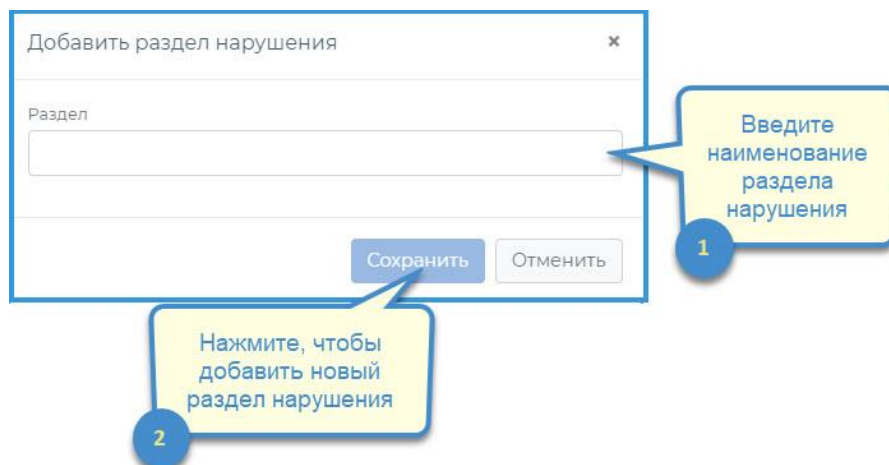 Добавить раздел нарушения ×
Раздел
Введите
наименование
раздела
нарушения
1
Сохранить Отменить
Нажмите, чтобы
добавить новый
раздел нарушения
2